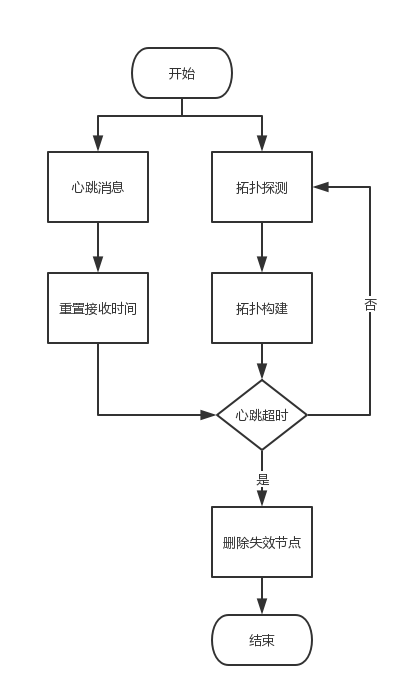 开始
心跳消息
拓扑探测
重置接收时间
拓扑构建
否
心跳超时
是
删除失效节点
结束